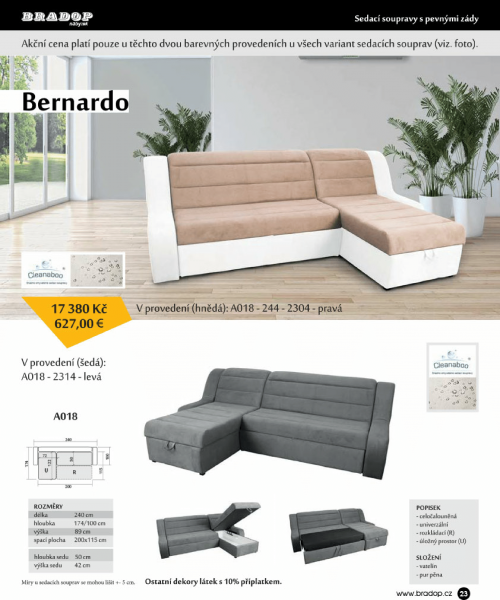 BRADOP
nábytek
Sedací soupravy s pevnými zády
Akční cena platí pouze u těchto dvou barevných provedeních u všech variant sedacích souprav (viz. foto).
Bernardo
Cleanaboo
17 380 Kč
627,00 €
V provedení (hnědá): A018 - 244 - 2304 - pravá
V provedení (šedá):
A018 - 2314 - levá
Cleanaboo
A018
240
72
U
R
200
ROZMĚRY
délka 240 cm
hloubka 174/100 cm
výška 89 cm
spací plocha 200x115 cm
hloubka sedu 50 cm
výška sedu 42 cm
POPISEK
- celočalouněná
- univerzální
- rozkládací (R)
- úložný prostor (U)
SLOŽENÍ
- vatelín
- pur pěna
Míry u sedacích souprav se mohou lišit +- 5 cm.
Ostatní dekory látek s 10% příplatkem.
www.bradop.cz 23